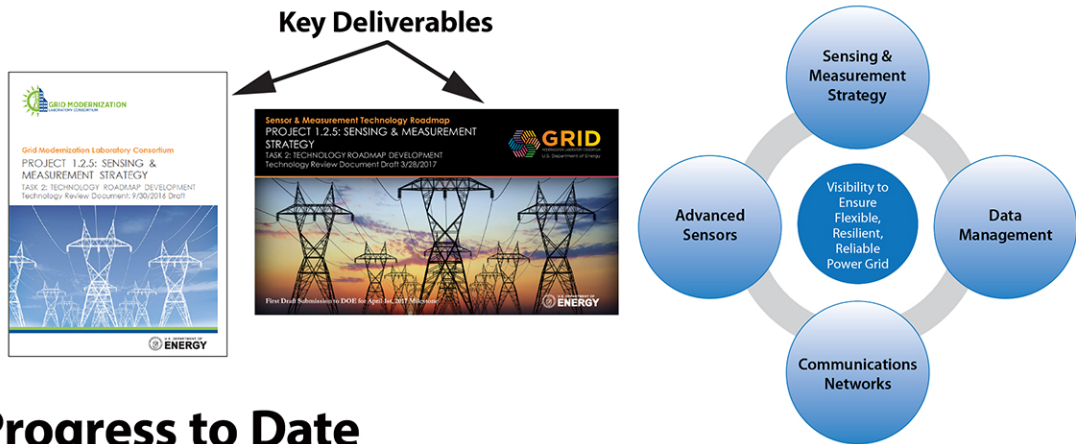 Key Deliverables
GRID MODERNIZATION
LABORATORY CONSORTIUM
Grid Modernization Laboratory Consortium
PROJECT 1.2.5: SENSING &
MEASUREMENT STRATEGY
TASK 2: TECHNOLOGY ROADMAP DEVELOPMENT
Technology Review Document: 9/30/2016 Draft
U.S. DEPARTMENT OF
ENERGY
Sensor & Measurement Technology Roadmap
PROJECT 1.2.5: SENSING & MEASUREMENT
STRATEGY
TASK 2: TECHNOLOGY ROADMAP DEVELOPMENT
Technology Review Document Draft 3/28/2017
GRID
U.S. Department of Energy
First Draft Submission to DOE for April 1st, 2017 Milestone
U.S. DEPARTMENT OF
ENERGY
Sensing &
Measurement
Strategy
Advanced
Sensors
Visibility to
Ensure
Flexible,
Resilient,
Reliable
Power Grid
Data
Management
Communications
Networks
Progress to Date